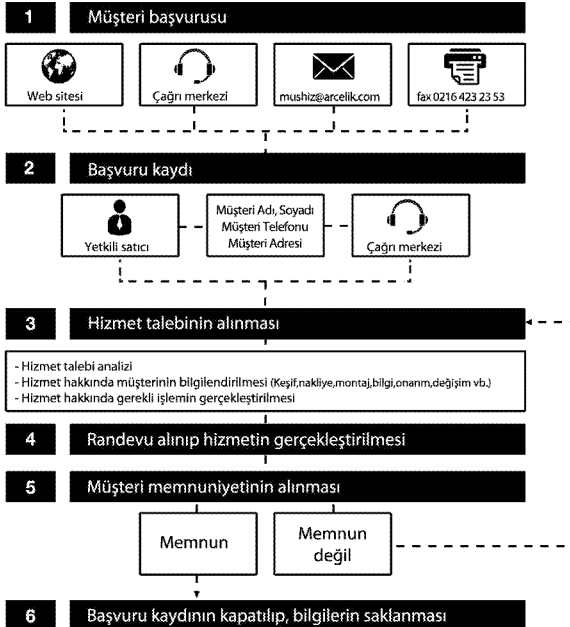 1 Müşteri başvurusu
Web sitesi
Çağrı merkezi
mushiz@arcelik.com
fax 0216 423 23 53
2 Başvuru kaydı
Yetkili satıcı
Müşteri Adı, Soyadı
Müşteri Telefonu
Müşteri Adresi
Çağrı merkezi
3 Hizmet talebinin alınması
- Hizmet talebi analizi
- Hizmet hakkında müşterinin bilgilendirilmesi (Keşif,nakliye,montaj,bilgi,onarım,değişim vb.)
- Hizmet hakkında gerekli işlemin gerçekleştirilmesi
4 Randevu alınıp hizmetin gerçekleştirilmesi
5 Müşteri memnuniyetinin alınması
Memnun
Memnun
değil
6 Başvuru kaydının kapatılıp, bilgilerin saklanması